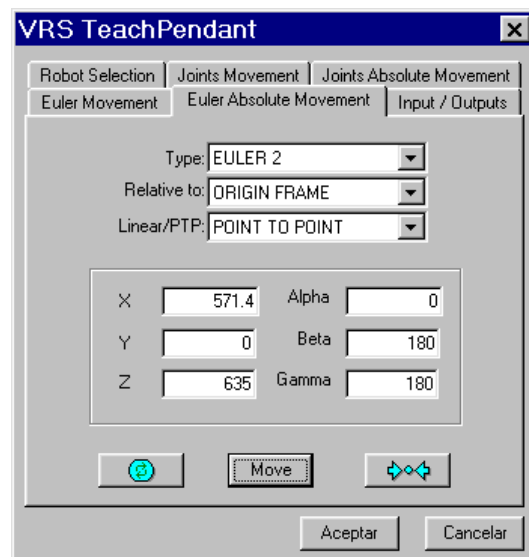 VRS TeachPendant
Robot Selection Joints Movement Joints Absolute Movement
Euler Movement Euler Absolute Movement Input / Outputs
Type: EULER 2
Relative to: ORIGIN FRAME
Linear/PTP: POINT TO POINT
X 571.4 Alpha 0
Y 0 Beta 180
Z 635 Gamma 180
Move
Aceptar Cancelar